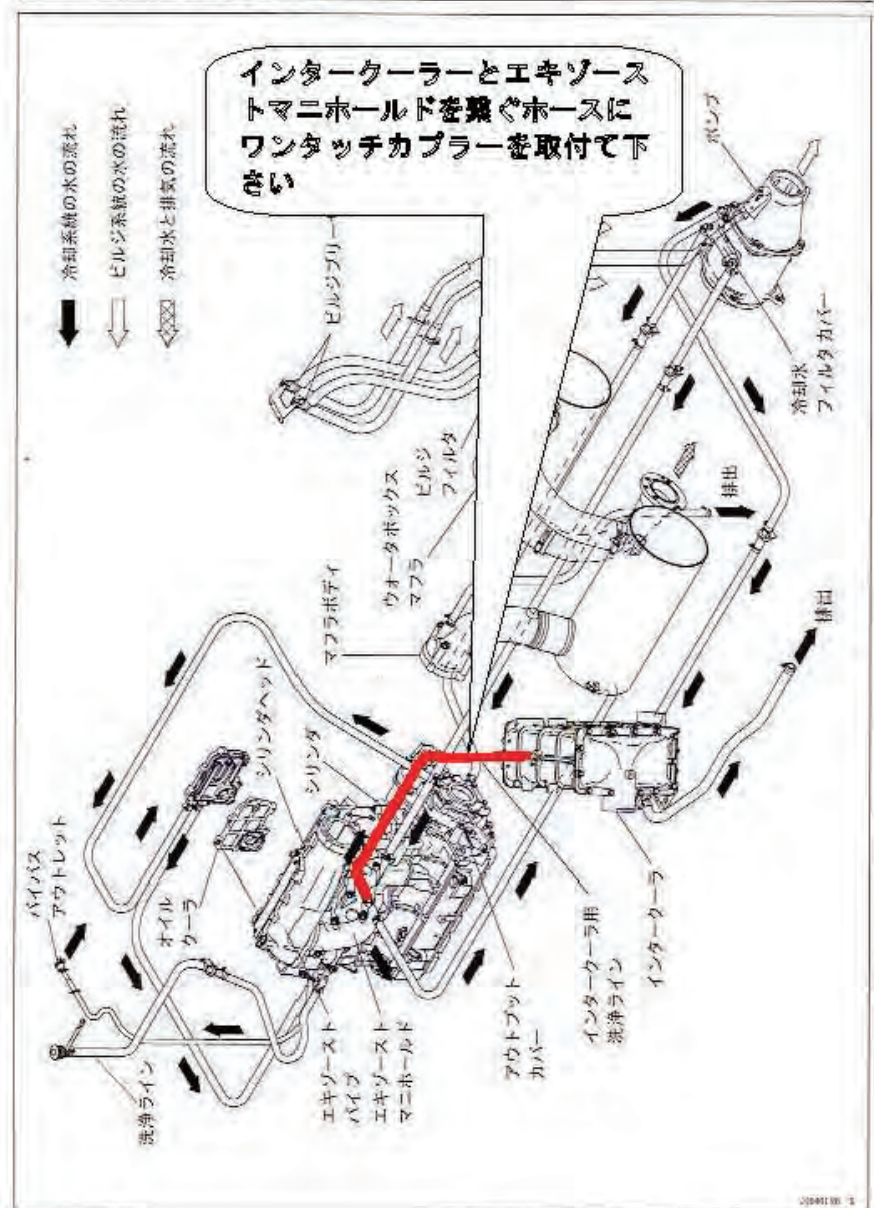 インタークーラーとエキゾース
トマニホールドを繋ぐホースに
ワンタッチカプラーを取付て下
さい
冷却系統の水の流れ
ビルジ系統の水の流れ
冷却水と排気の流れ
ビルジブリー
ポンプ
冷却水
フィルタカバー
ビルジ
フィルタ
ウォータボックス
マフラ
マフラボディ
排出
排出
シリンダヘッド
シリンダ
バイパス
アウトレット
オイル
クーラ
洗浄ライン
エキゾースト
パイプ
エキゾースト
マニホールド
アウトプット
カバー
インタークーラ用
洗浄ライン
インタークーラ